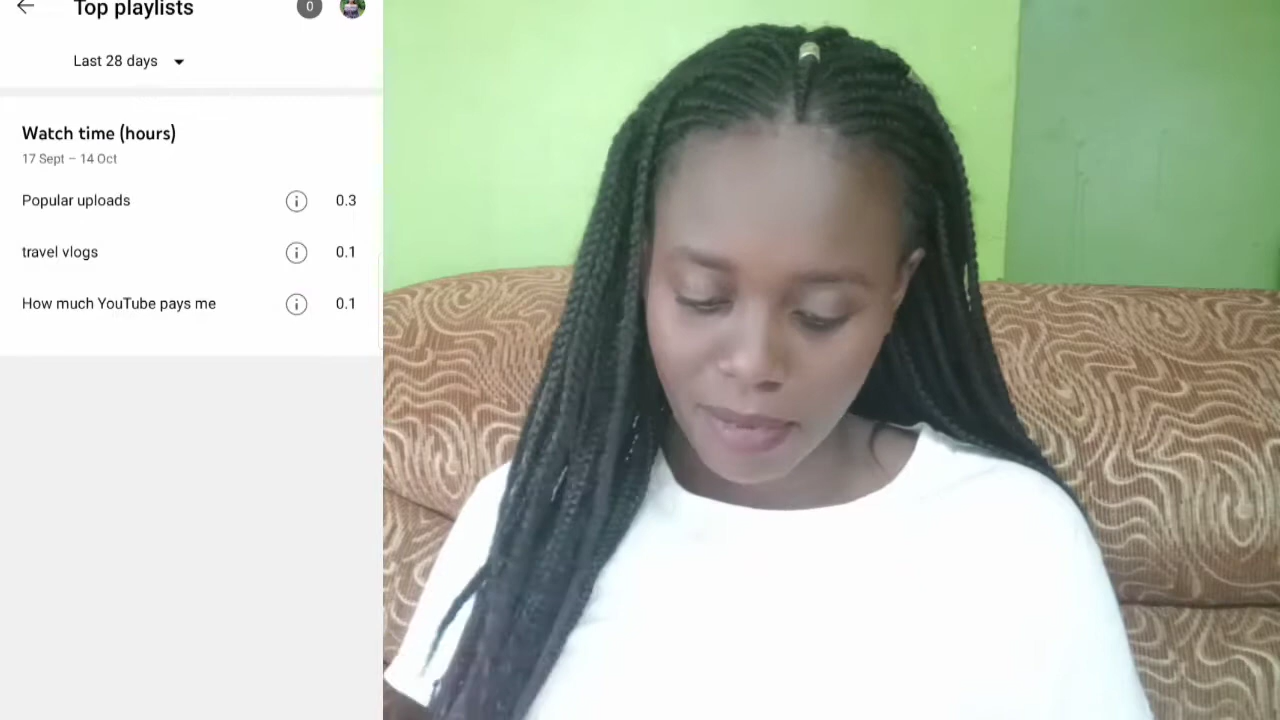 Top playlists
0
Last 28 days
Watch time (hours)
17 Sept – 14 Oct
Popular uploads 0.3
travel vlogs 0.1
How much YouTube pays me 0.1